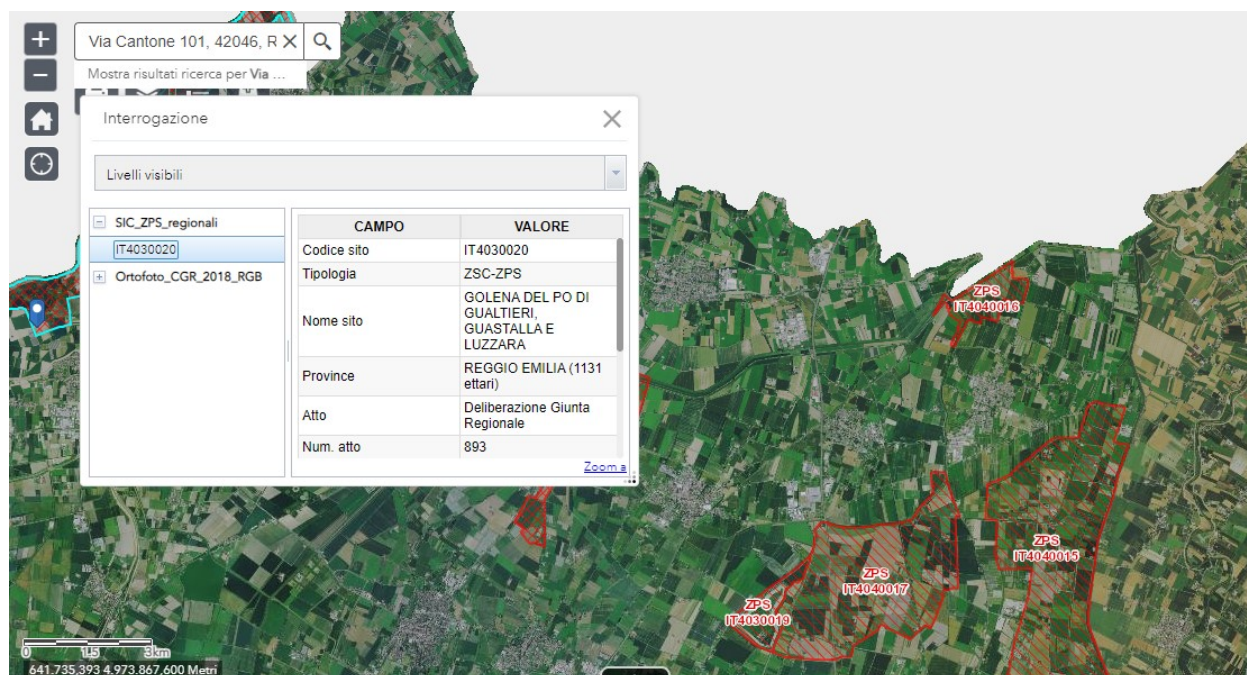 +
Via Cantone 101, 42046, R
Mostra risultati ricerca per Via ...
−
Interrogazione
Livelli visibili
SIC_ZPS_regionali
IT4030020
Ortofoto_CGR_2018_RGB
CAMPO VALORE
Codice sito IT4030020
Tipologia ZSC-ZPS
Nome sito GOLENA DEL PO DI
GUALTIERI,
GUASTALLA E
LUZZARA
Province REGGIO EMILIA (1131
ettari)
Atto Deliberazione Giunta
Regionale
Num. atto 893
Zoom a
ZPS
IT4040016
ZPS
IT4040015
ZPS
IT4040017
ZPS
IT4030019
0 1.5 3km
641.735,393 4.973.867,600 Metri